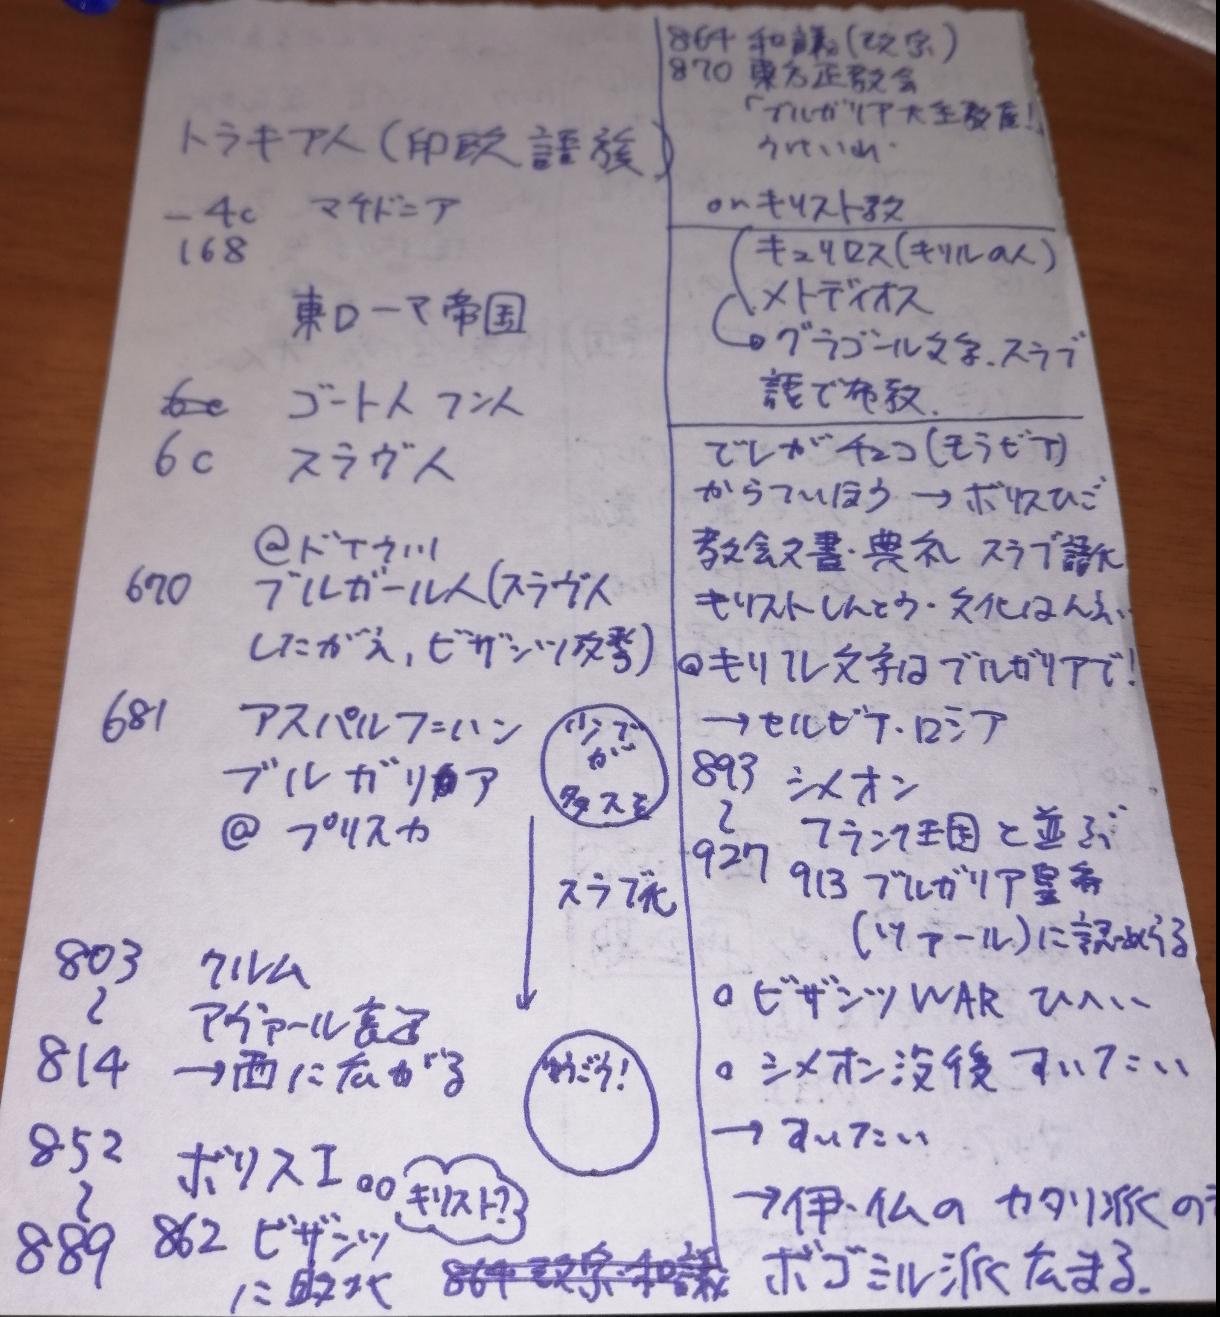 トラキア人(印欧語族)
-4c マケドニア
168
東ローマ帝国
6c ゴート人 フン人
6c スラヴ人
@ドナウ川
670 ブルガール人(スラヴ人
したがえ,ビザンツ攻撃)
681 アスパルフ=ハン
ブルガリア
@ プリスカ
少ブ
が
多スを
スラブ化
803
〜
814
クルム
アヴァール
→西に広がる
ゆうごう!
852
〜
889
ボリスI
キリスト?
862 ビザンツ
に敗北
864 改宗・和議
864 和議(改宗)
870 東方正教会
「ブルガリア大主教座!」
うけいれ.
on キリスト教
キュリロス(キリルの人)
メトディオス
グラゴール文字.スラブ
語で布教.
でしがチェコ(モラビア)
からついほう → ボリスひご
教会文書・典礼 スラブ語化
キリストしんとう・文化はんえい
@キリル文字はブルガリアで!
→セルビア・ロシア
893
〜
927
シメオン
フランク王国と並ぶ
913 ブルガリア皇帝
(ツァール)に認められる
○ ビザンツWAR ひへい
○ シメオン没後 すいたい
→ すいたい
→伊・仏の カタリ派の
ボゴミル派広まる.